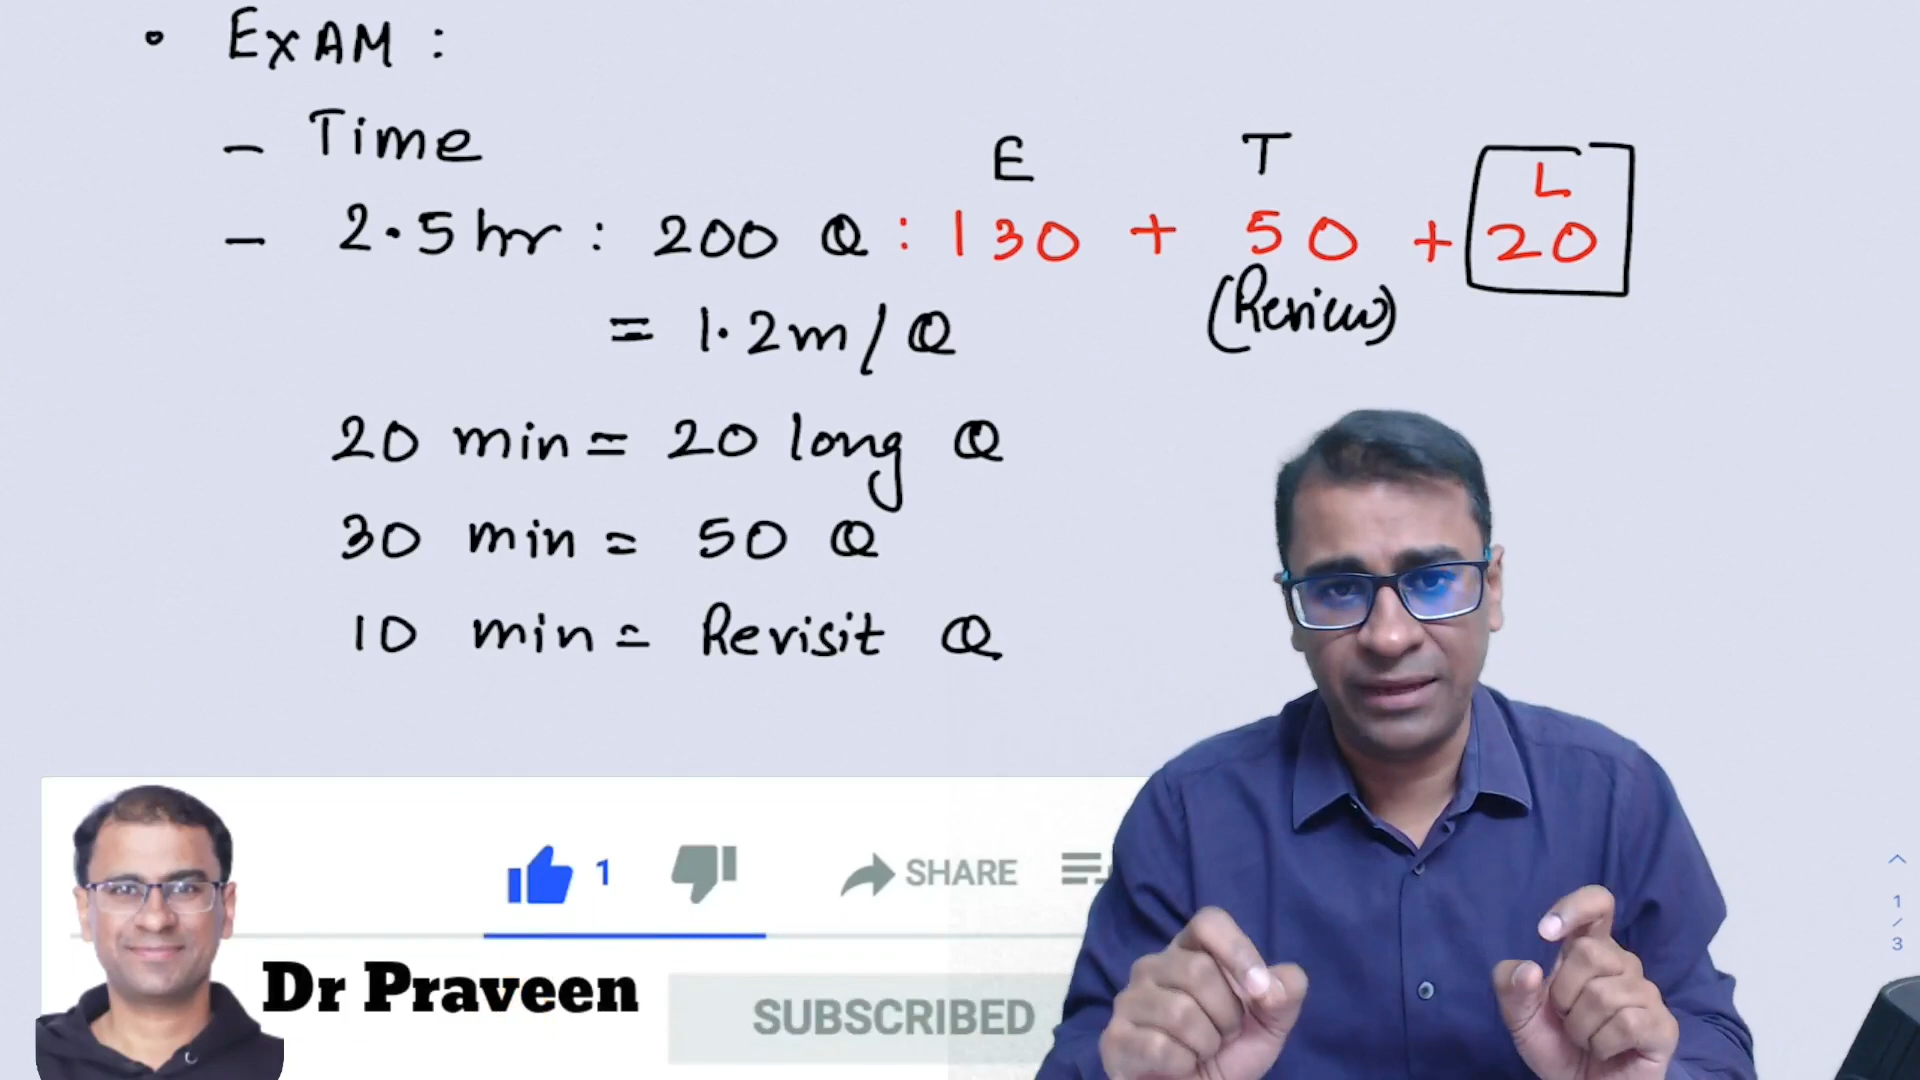 • EXAM :
– Time
E T L
– 2.5 hr : 200 Q : 130 + 50 + 20
(Review)
= 1.2m/Q
20 min = 20 long Q
30 min = 50 Q
10 min = Revisit Q
1 SHARE
Dr Praveen
SUBSCRIBED
1
/
3